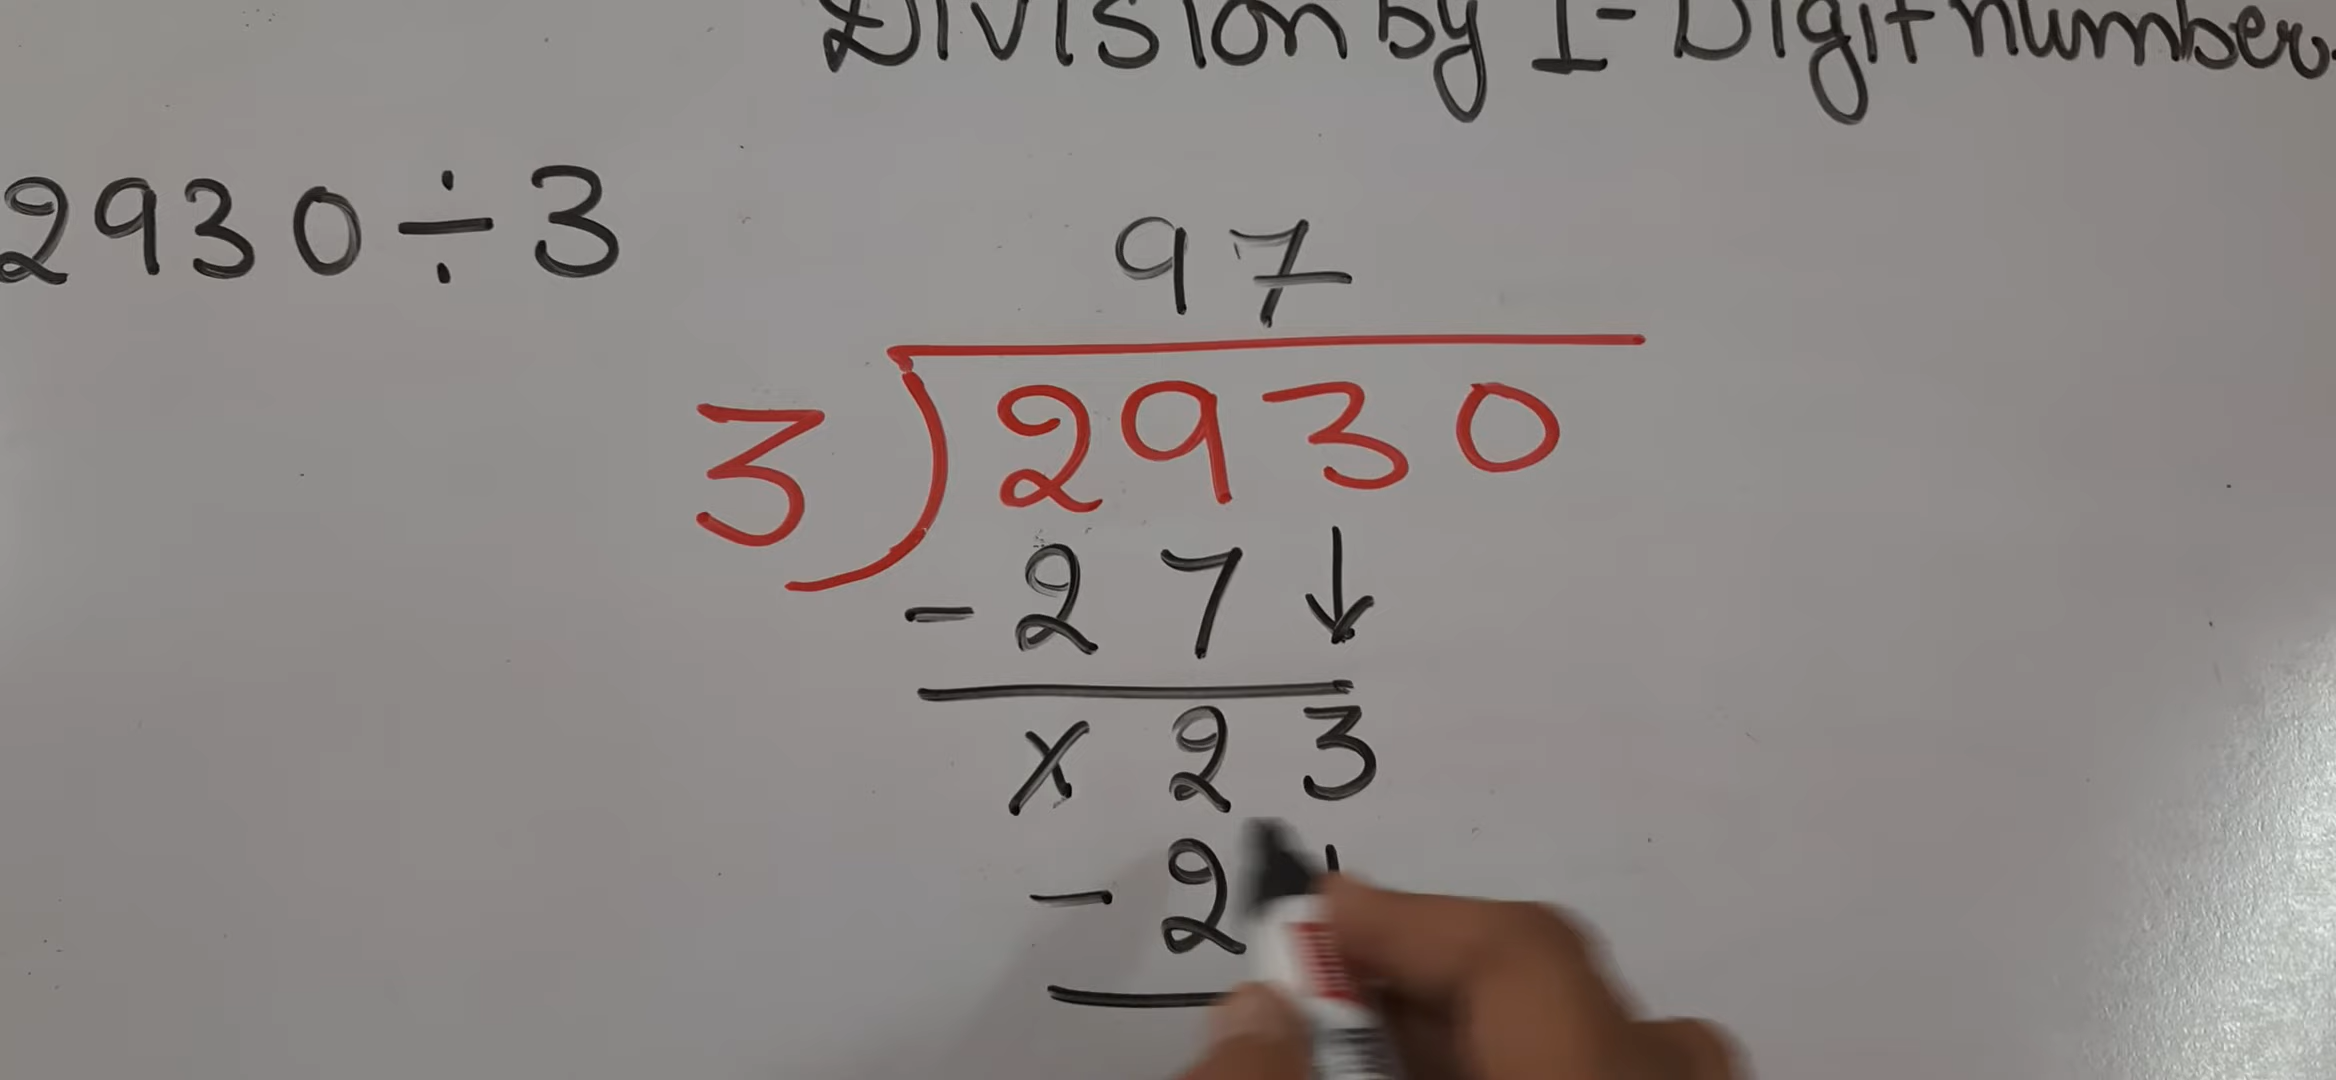 Division by 1-Digit number.
2930 ÷ 3
97
3)2930
-27↓
x23
-2